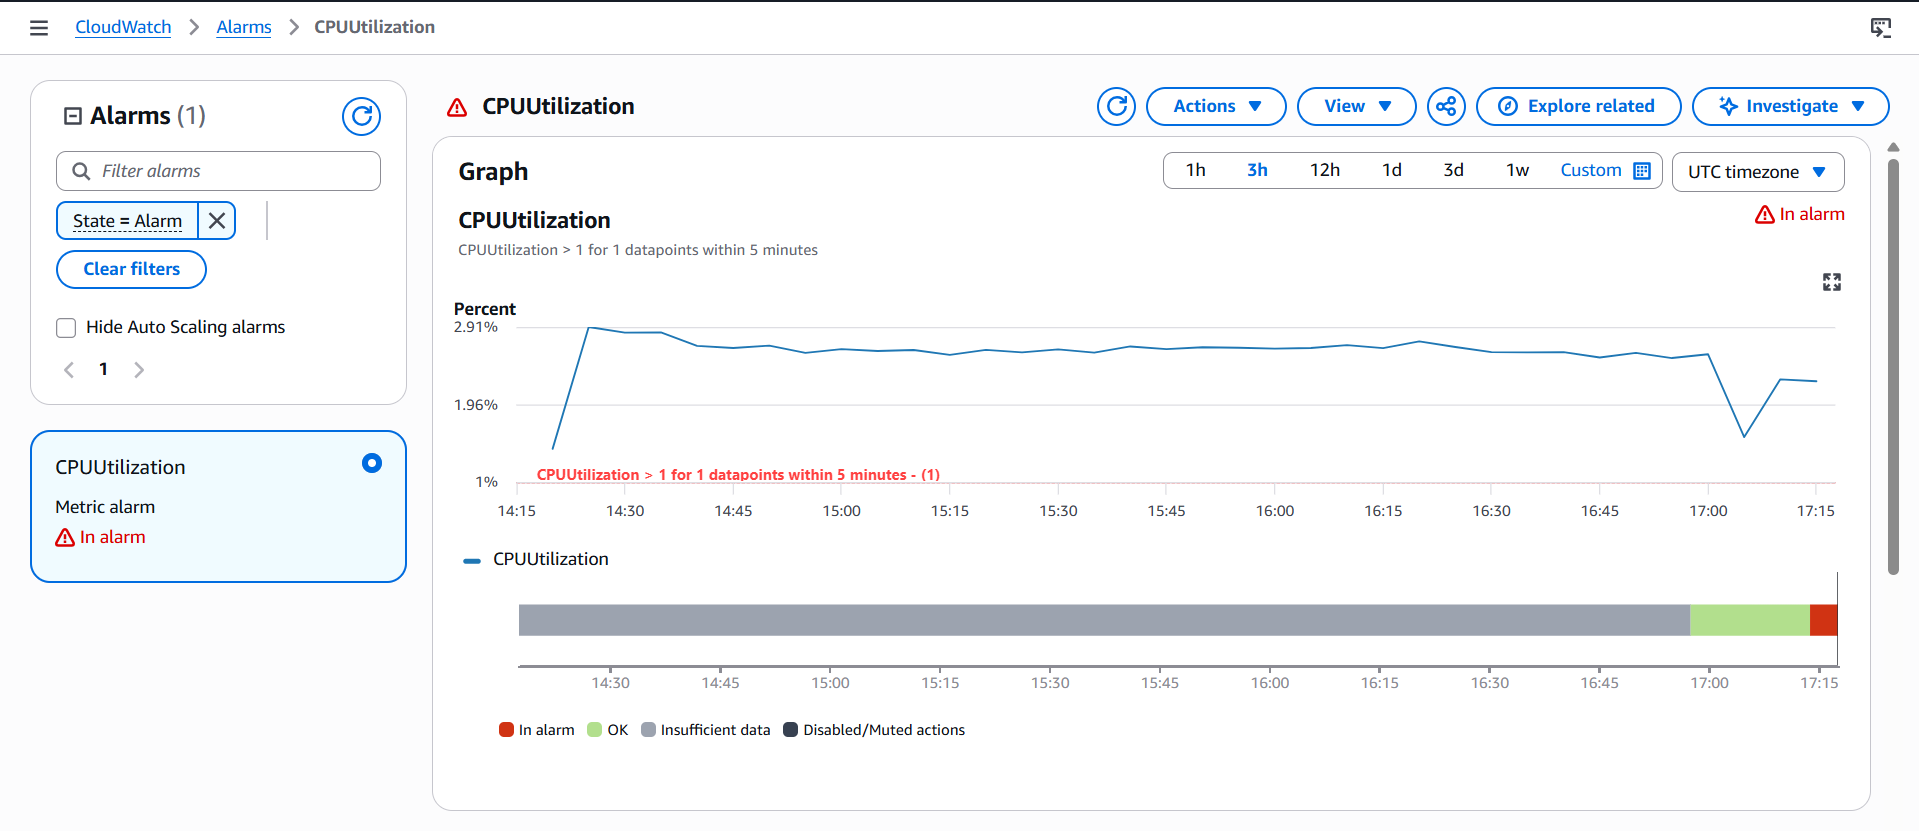 CloudWatch > Alarms > CPUUtilization
Alarms (1)
Filter alarms
State = Alarm
Clear filters
Hide Auto Scaling alarms
1
CPUUtilization
Metric alarm
In alarm
CPUUtilization
Actions View Explore related Investigate
Graph
1h 3h 12h 1d 3d 1w Custom UTC timezone
CPUUtilization
In alarm
CPUUtilization > 1 for 1 datapoints within 5 minutes
Percent
2.91%
1.96%
CPUUtilization > 1 for 1 datapoints within 5 minutes - (1)
1%
14:15 14:30 14:45 15:00 15:15 15:30 15:45 16:00 16:15 16:30 16:45 17:00 17:15
CPUUtilization
14:30 14:45 15:00 15:15 15:30 15:45 16:00 16:15 16:30 16:45 17:00 17:15
In alarm OK Insufficient data Disabled/Muted actions